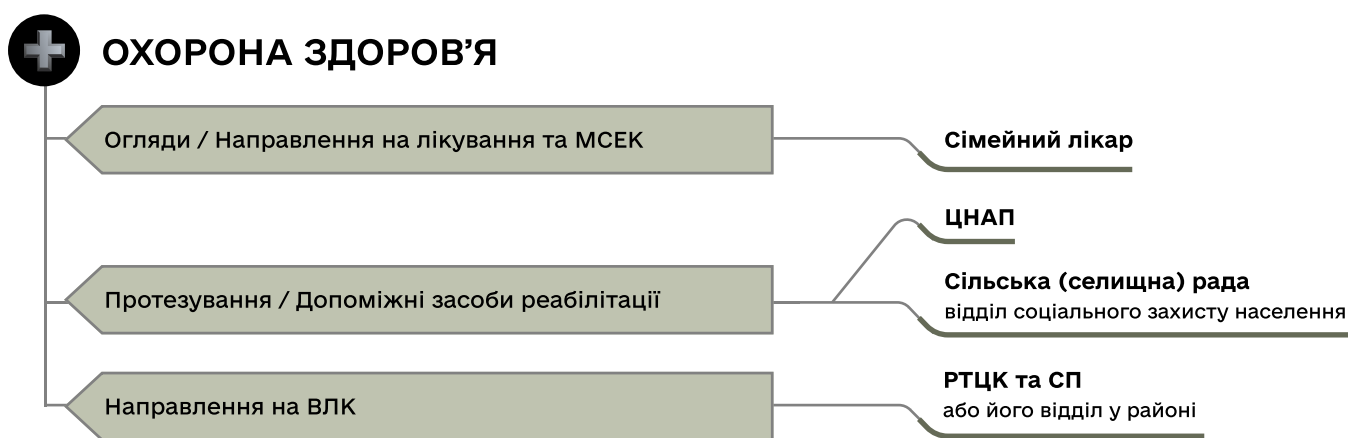 ОХОРОНА ЗДОРОВ’Я
Огляди / Направлення на лікування та МСЕК
Сімейний лікар
ЦНАП
Протезування / Допоміжні засоби реабілітації
Сільська (селищна) рада
відділ соціального захисту населення
Направлення на ВЛК
РТЦК та СП
або його відділ у районі